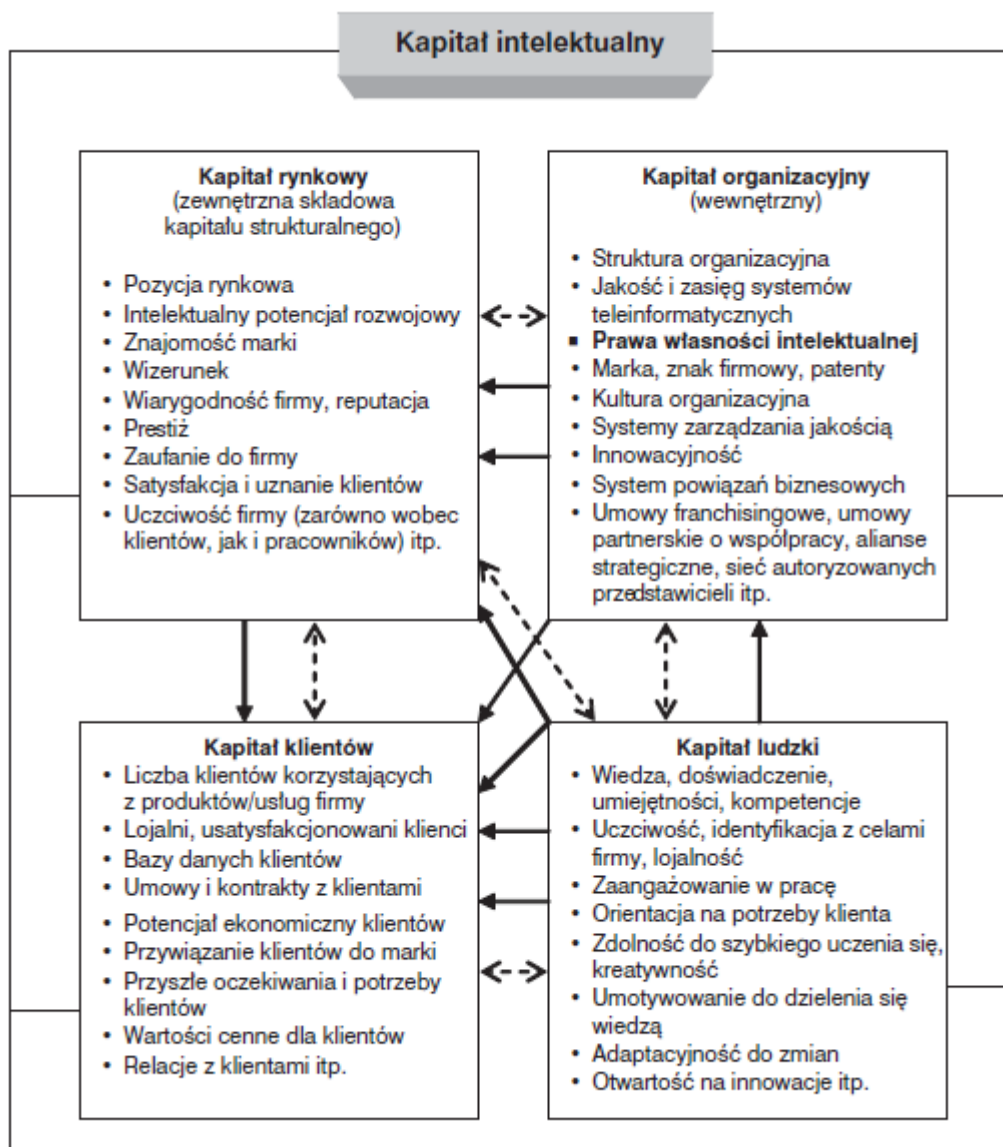 Kapitał intelektualny
Kapitał rynkowy
(zewnętrzna składowa
kapitału strukturalnego)
• Pozycja rynkowa
• Intelektualny potencjał rozwojowy
• Znajomość marki
• Wizerunek
• Wiarygodność firmy, reputacja
• Prestiż
• Zaufanie do firmy
• Satysfakcja i uznanie klientów
• Uczciwość firmy (zarówno wobec
klientów, jak i pracowników) itp.
Kapitał organizacyjny
(wewnętrzny)
• Struktura organizacyjna
• Jakość i zasięg systemów
teleinformatycznych
▪ Prawa własności intelektualnej
• Marka, znak firmowy, patenty
• Kultura organizacyjna
• Systemy zarządzania jakością
• Innowacyjność
• System powiązań biznesowych
• Umowy franchisingowe, umowy
partnerskie o współpracy, alianse
strategiczne, sieć autoryzowanych
przedstawicieli itp.
Kapitał klientów
• Liczba klientów korzystających
z produktów/usług firmy
• Lojalni, usatysfakcjonowani klienci
• Bazy danych klientów
• Umowy i kontrakty z klientami
• Potencjał ekonomiczny klientów
• Przywiązanie klientów do marki
• Przyszłe oczekiwania i potrzeby
klientów
• Wartości cenne dla klientów
• Relacje z klientami itp.
Kapitał ludzki
• Wiedza, doświadczenie,
umiejętności, kompetencje
• Uczciwość, identyfikacja z celami
firmy, lojalność
• Zaangażowanie w pracę
• Orientacja na potrzeby klienta
• Zdolność do szybkiego uczenia się,
kreatywność
• Umotywowanie do dzielenia się
wiedzą
• Adaptacyjność do zmian
• Otwartość na innowacje itp.